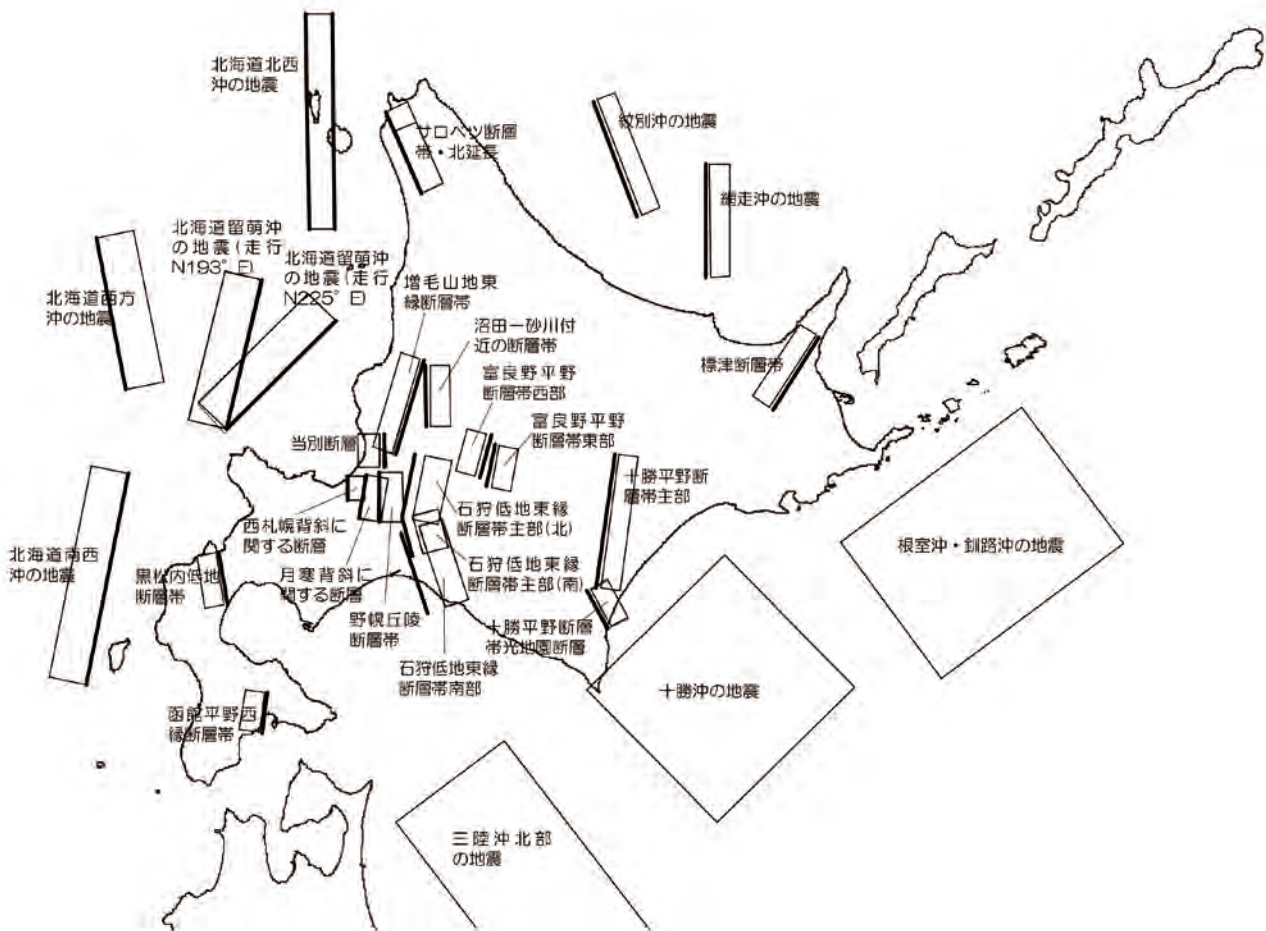 北海道北西
沖の地震
サロベツ断層
帯・北延長
紋別沖の地震
網走沖の地震
北海道留萌沖
の地震(走行
N193°E)
北海道留萌沖
の地震(走行
N225°E)
北海道西方
沖の地震
増毛山地東
縁断層帯
沼田ー砂川付
近の断層帯
標津断層帯
富良野平野
断層帯西部
富良野平野
断層帯東部
当別断層
十勝平野断
層帯主部
西札幌背斜に
関する断層
石狩低地東縁
断層帯主部(北)
根室沖・釧路沖の地震
北海道南西
沖の地震
黒松内低地
断層帯
月寒背斜に
関する断層
石狩低地東縁
断層帯主部(南)
野幌丘陵
断層帯
十勝平野断層
帯光地園断層
石狩低地東縁
断層帯南部
十勝沖の地震
函館平野西
縁断層帯
三陸沖北部
の地震